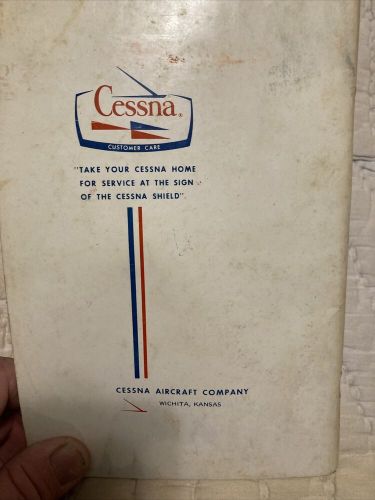 Cessna®
CUSTOMER CARE
"TAKE YOUR CESSNA HOME
FOR SERVICE AT THE SIGN
OF THE CESSNA SHIELD".
CESSNA AIRCRAFT COMPANY
WICHITA, KANSAS